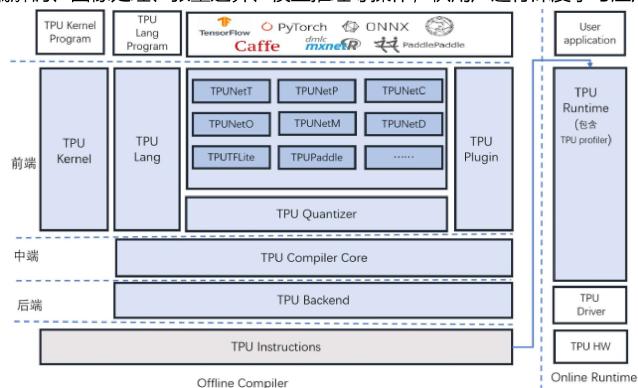 TPU Kernel
Program
TPU
Lang
Program
TensorFlow
PyTorch
ONNX
Caffe
dmlc
mxnet
R
PaddlePaddle
User
application
前端
TPU
Kernel
TPU
Lang
TPUNetT
TPUNetP
TPUNetC
TPUNetO
TPUNetM
TPUNetD
TPUTFLite
TPUPaddle
……
TPU Quantizer
TPU
Plugin
TPU
Runtime
(包含
TPU profiler)
中端
TPU Compiler Core
后端
TPU Backend
TPU
Driver
TPU Instructions
TPU HW
Offline Compiler
Online Runtime